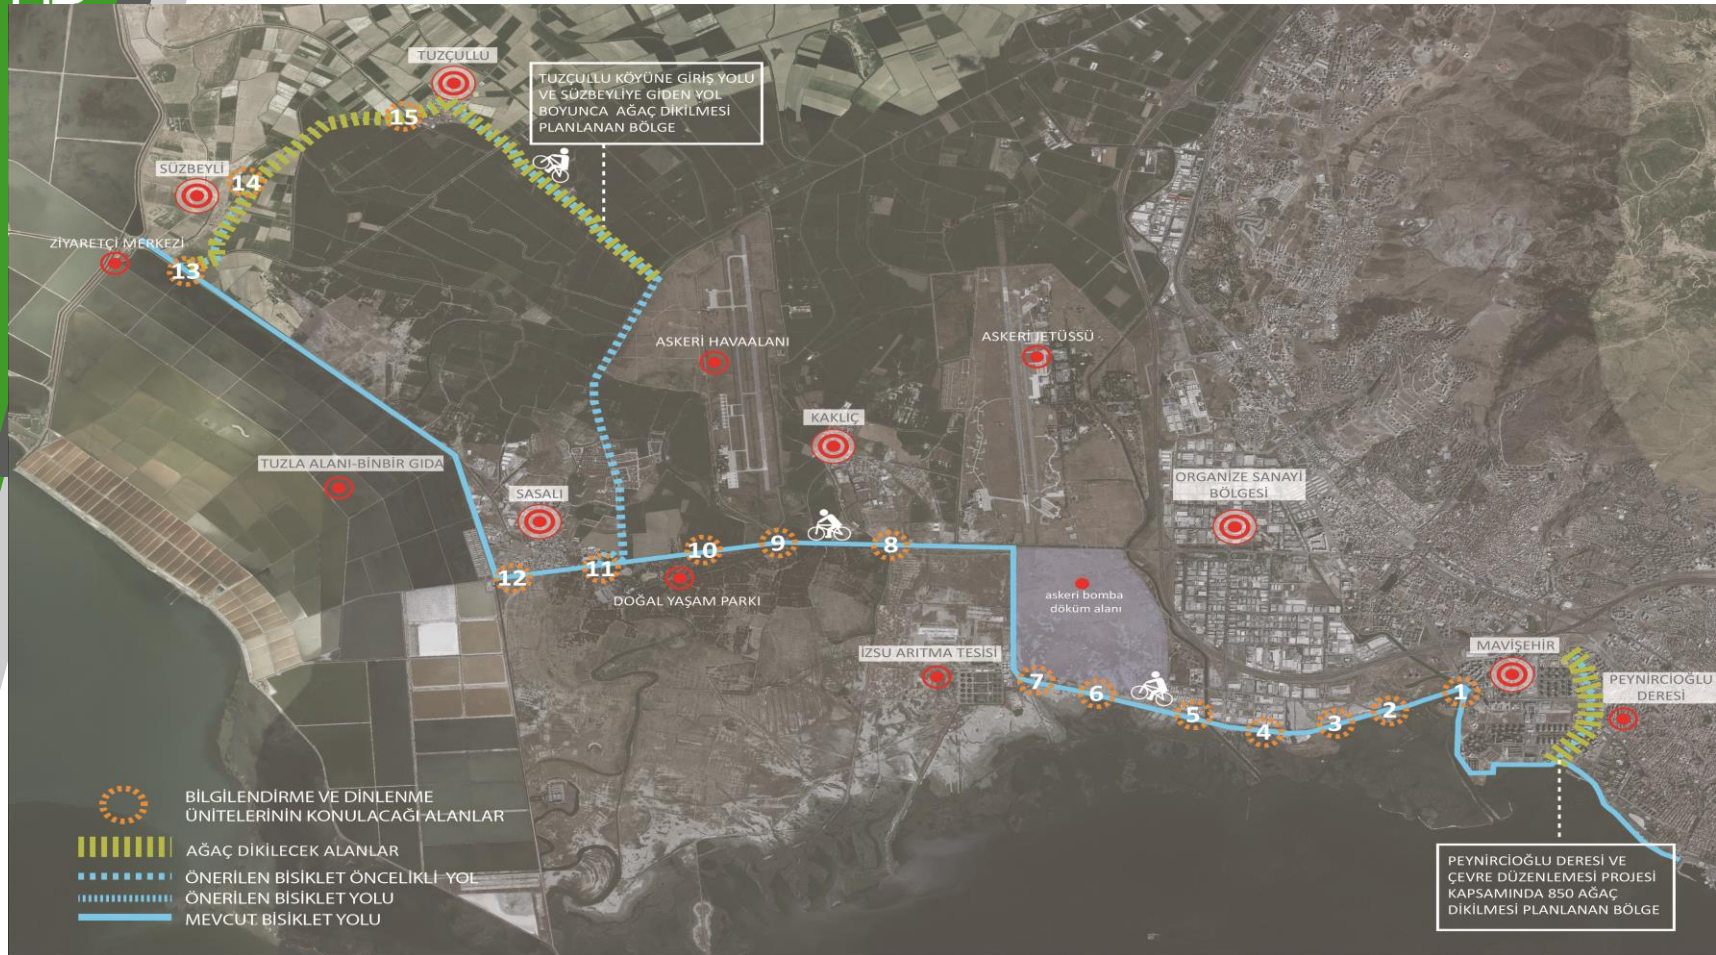 TUZÇULLU
TUZÇULLU KÖYÜNE GİRİŞ YOLU
VE SÜZBEYLİYE GİDEN YOL
BOYUNCA AĞAÇ DİKİLMESİ
PLANLANAN BÖLGE
15
SÜZBEYLİ
14
ZİYARETÇİ MERKEZİ
13
ASKERİ HAVAALANI
ASKERİ JETÜSSÜ
KAKLIÇ
TUZLA ALANI-BİNBİR GIDA
SASALI
ORGANİZE SANAYİ
BÖLGESİ
12
11
10
9
8
DOĞAL YAŞAM PARKI
askeri bomba
döküm alanı
İZSU ARITMA TESİSİ
MAVİŞEHİR
PEYNİRCİOĞLU
DERESİ
7
6
5
4
3
2
1
BİLGİLENDİRME VE DİNLENME
ÜNİTELERİNİN KONULACAĞI ALANLAR
AĞAÇ DİKİLECEK ALANLAR
ÖNERİLEN BİSİKLET ÖNCELİKLİ YOL
ÖNERİLEN BİSİKLET YOLU
MEVCUT BİSİKLET YOLU
PEYNİRCİOĞLU DERESİ VE
ÇEVRE DÜZENLEMESİ PROJESİ
KAPSAMINDA 850 AĞAÇ
DİKİLMESİ PLANLANAN BÖLGE